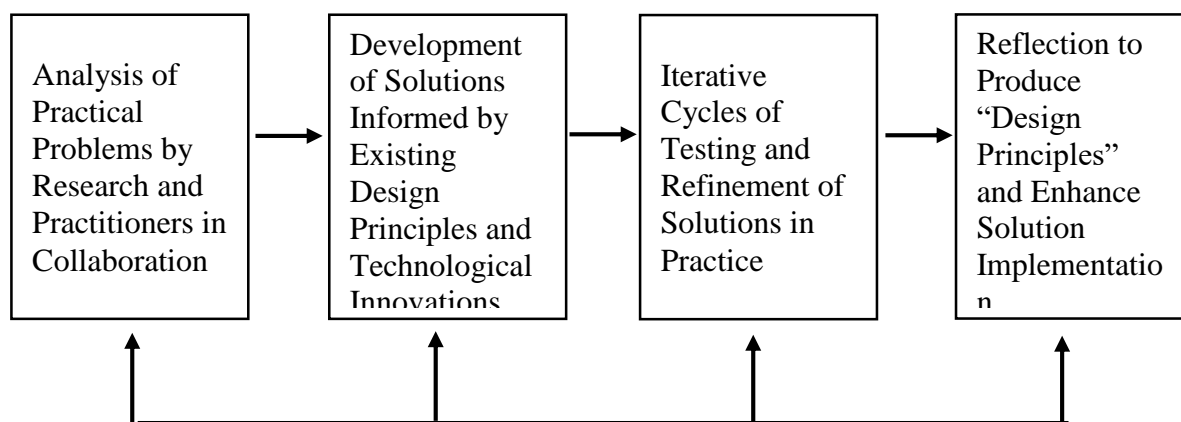 Analysis of
Practical
Problems by
Research and
Practitioners in
Collaboration
Development
of Solutions
Informed by
Existing
Design
Principles and
Technological
Innovations
Iterative
Cycles of
Testing and
Refinement of
Solutions in
Practice
Reflection to
Produce
“Design
Principles”
and Enhance
Solution
Implementatio
n